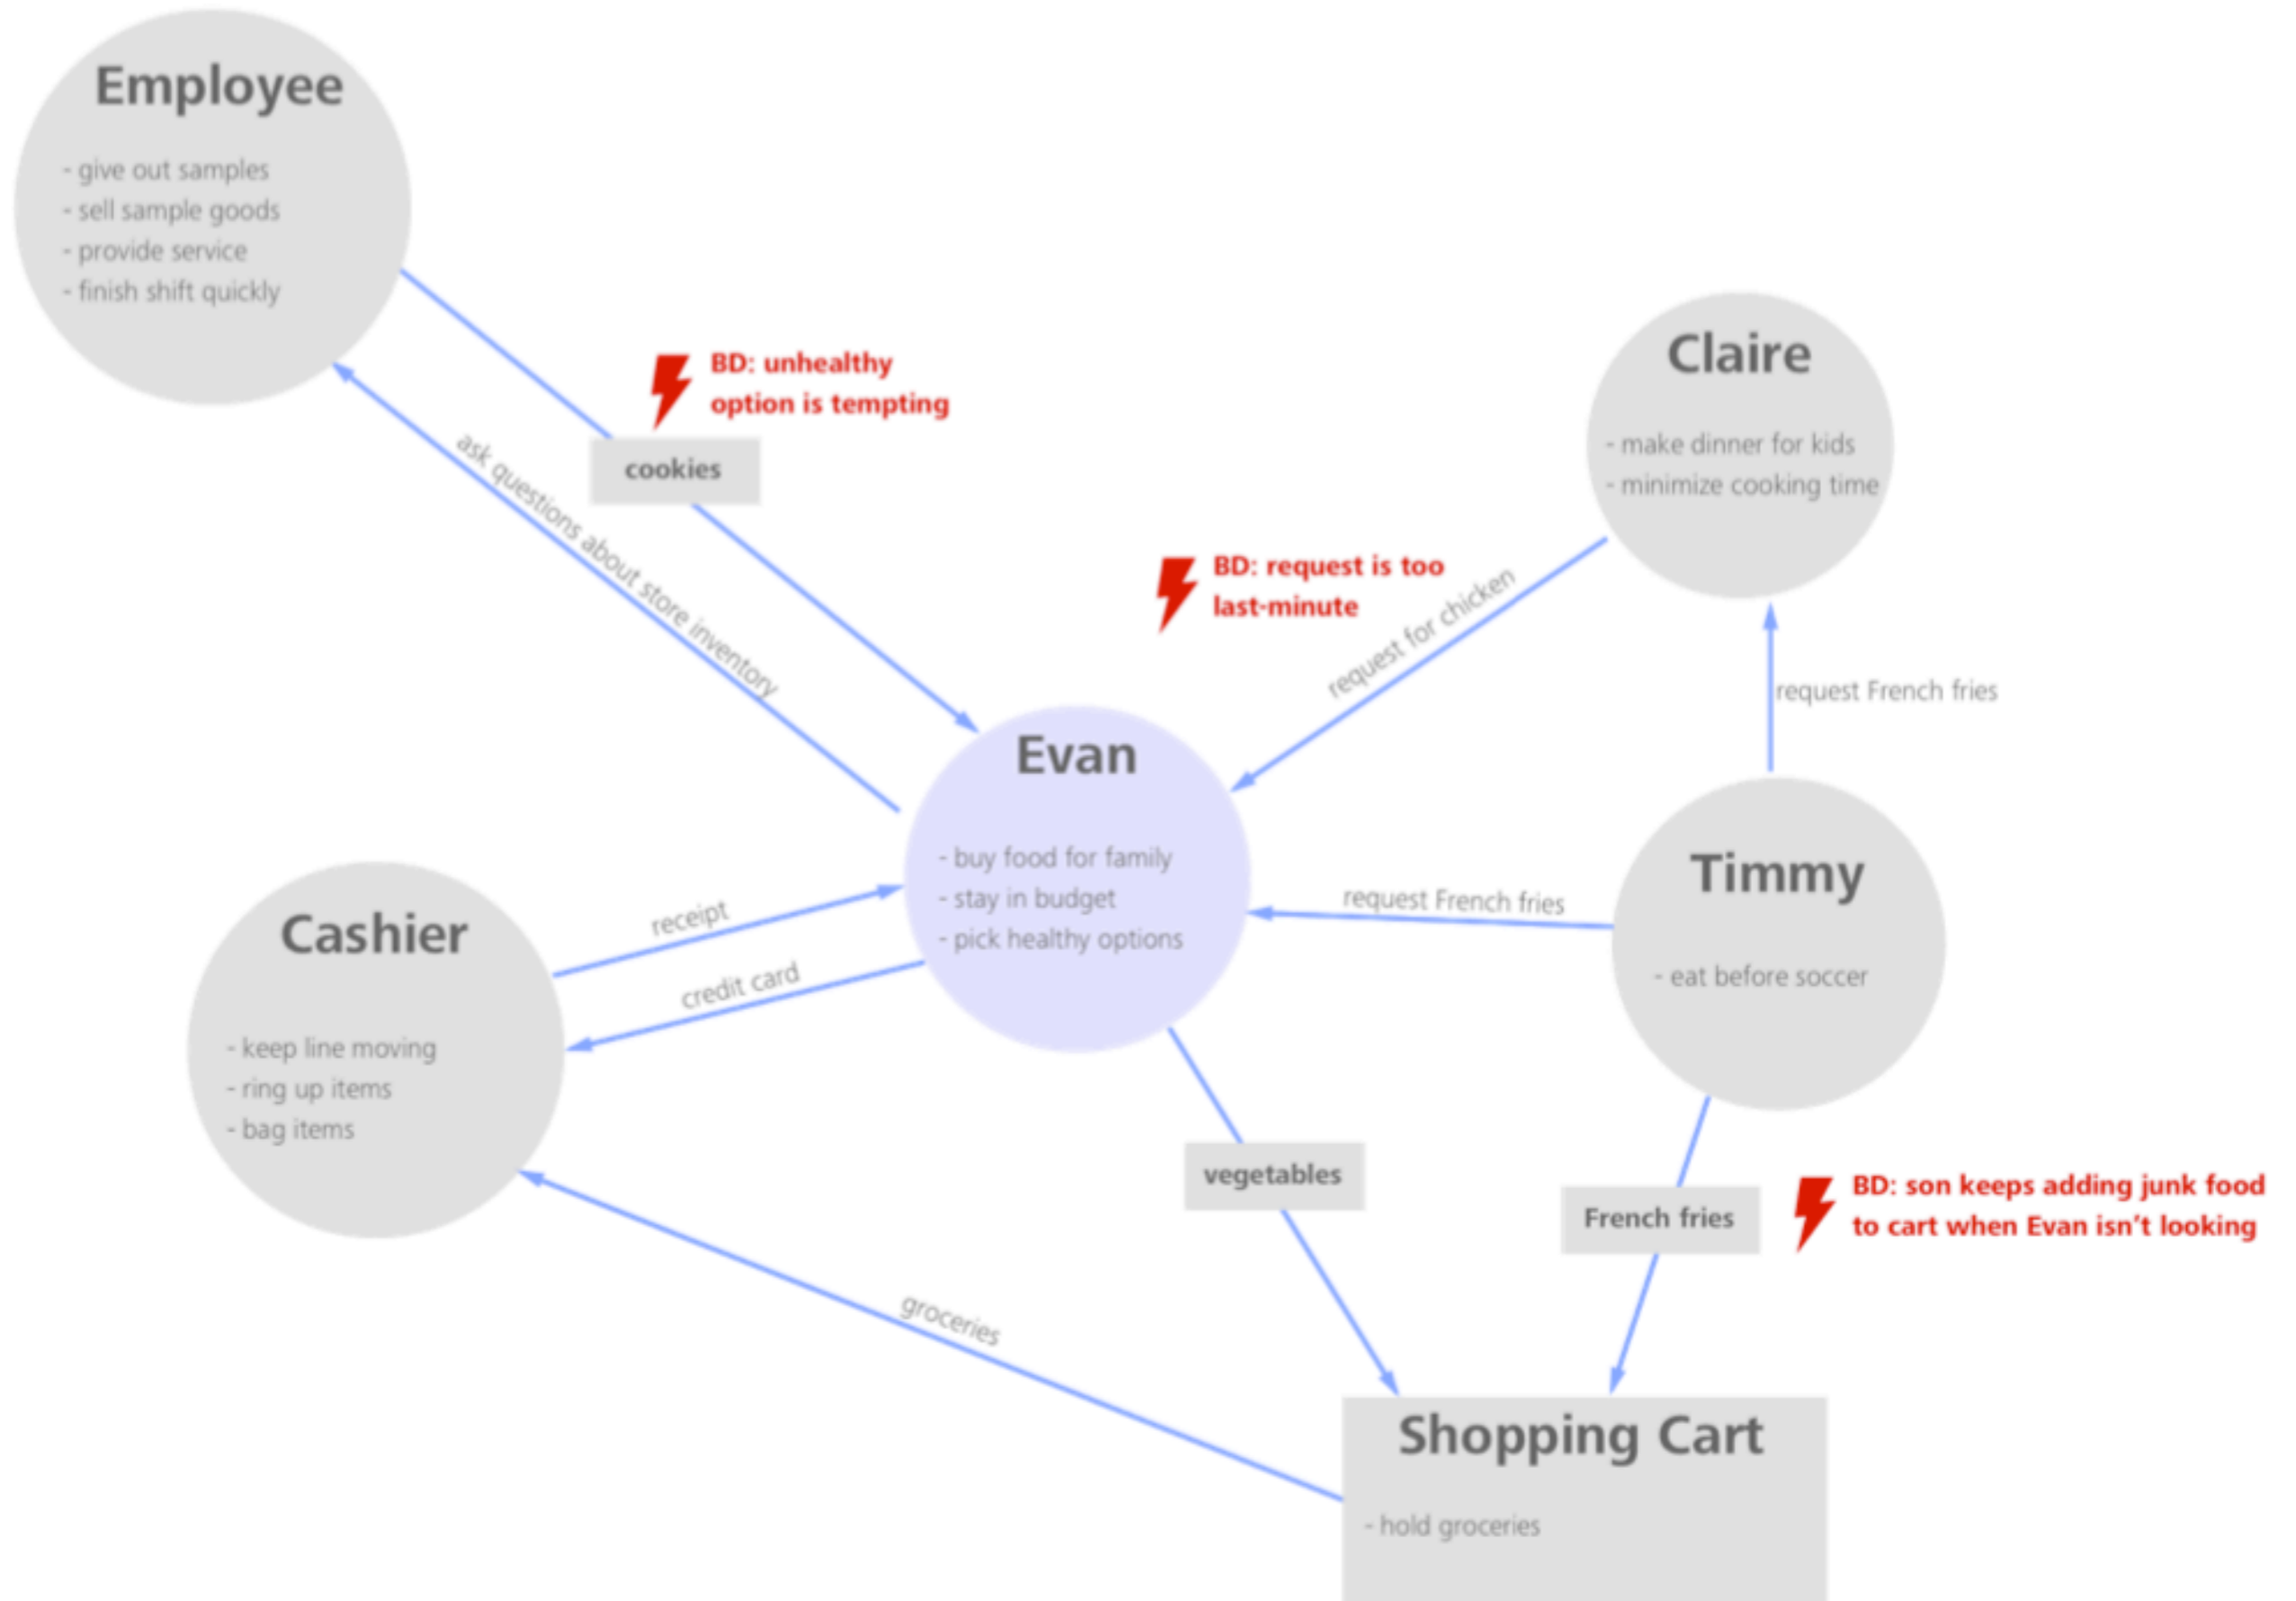 Employee
- give out samples
- sell sample goods
- provide service
- finish shift quickly
BD: unhealthy
option is tempting
cookies
ask questions about store inventory
Claire
- make dinner for kids
- minimize cooking time
BD: request is too
last-minute
request for chicken
request French fries
Evan
- buy food for family
- stay in budget
- pick healthy options
Timmy
- eat before soccer
request French fries
Cashier
- keep line moving
- ring up items
- bag items
receipt
credit card
vegetables
French fries
BD: son keeps adding junk food
to cart when Evan isn't looking
groceries
Shopping Cart
- hold groceries